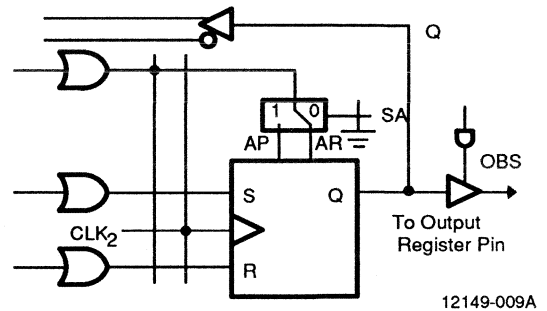 Q
1 0
SA
AP AR
OBS
S Q
CLK2
To Output
Register Pin
R
12149-009A